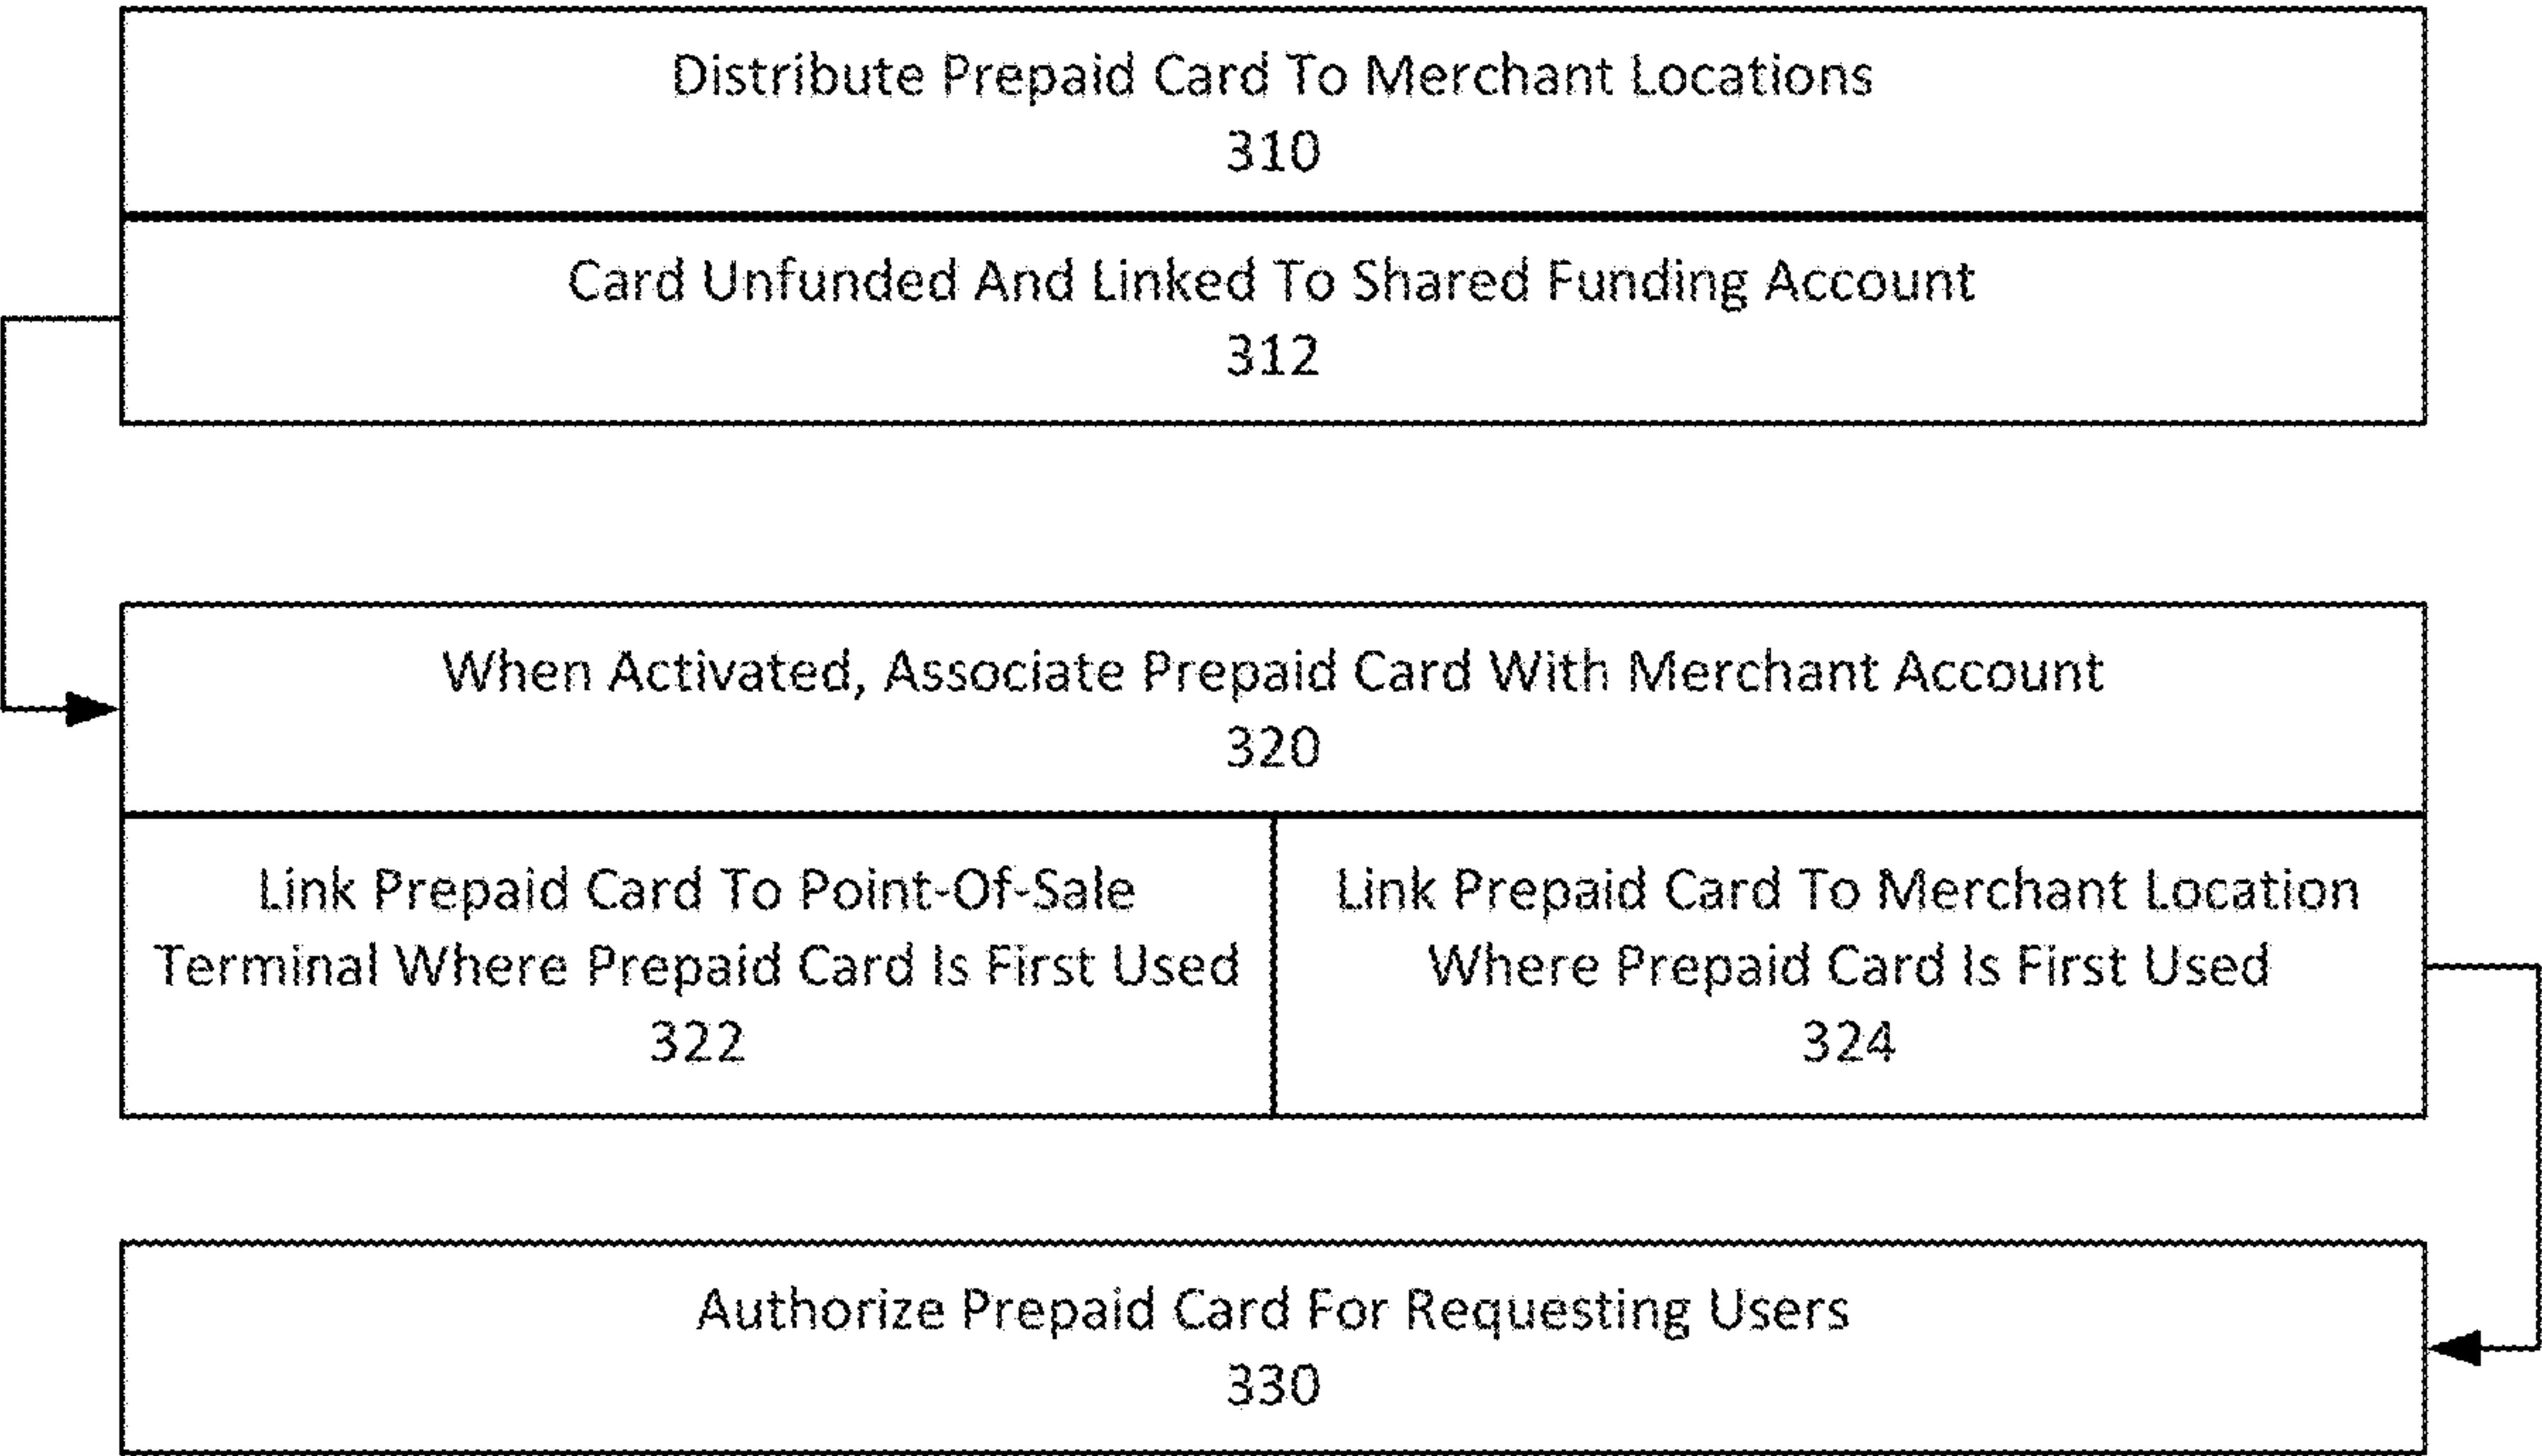 Distribute Prepaid Card To Merchant Locations
310
Card Unfunded And Linked To Shared Funding Account
312
When Activated, Associate Prepaid Card With Merchant Account
320
Link Prepaid Card To Point-Of-Sale
Terminal Where Prepaid Card Is First Used
322
Link Prepaid Card To Merchant Location
Where Prepaid Card Is First Used
324
Authorize Prepaid Card For Requesting Users
330